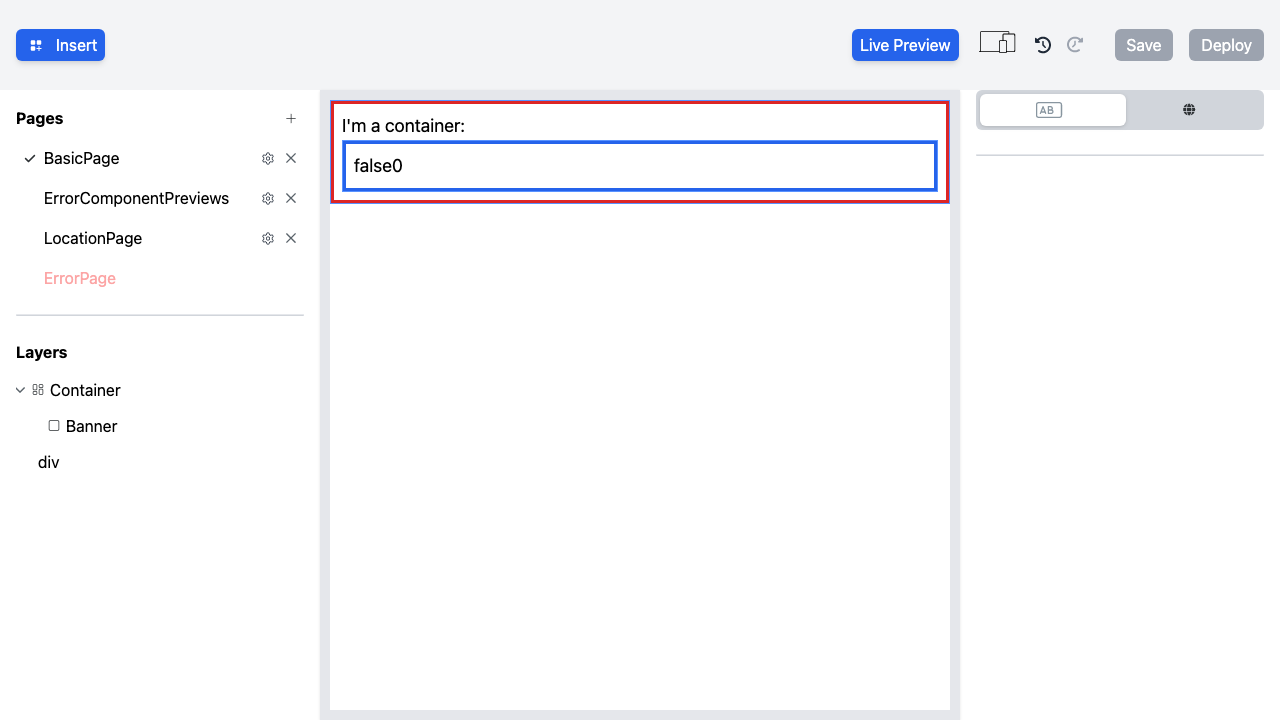 Insert
Live Preview
Save
Deploy
Pages
BasicPage
ErrorComponentPreviews
LocationPage
ErrorPage
Layers
Container
Banner
div
I'm a container:
false0
AB